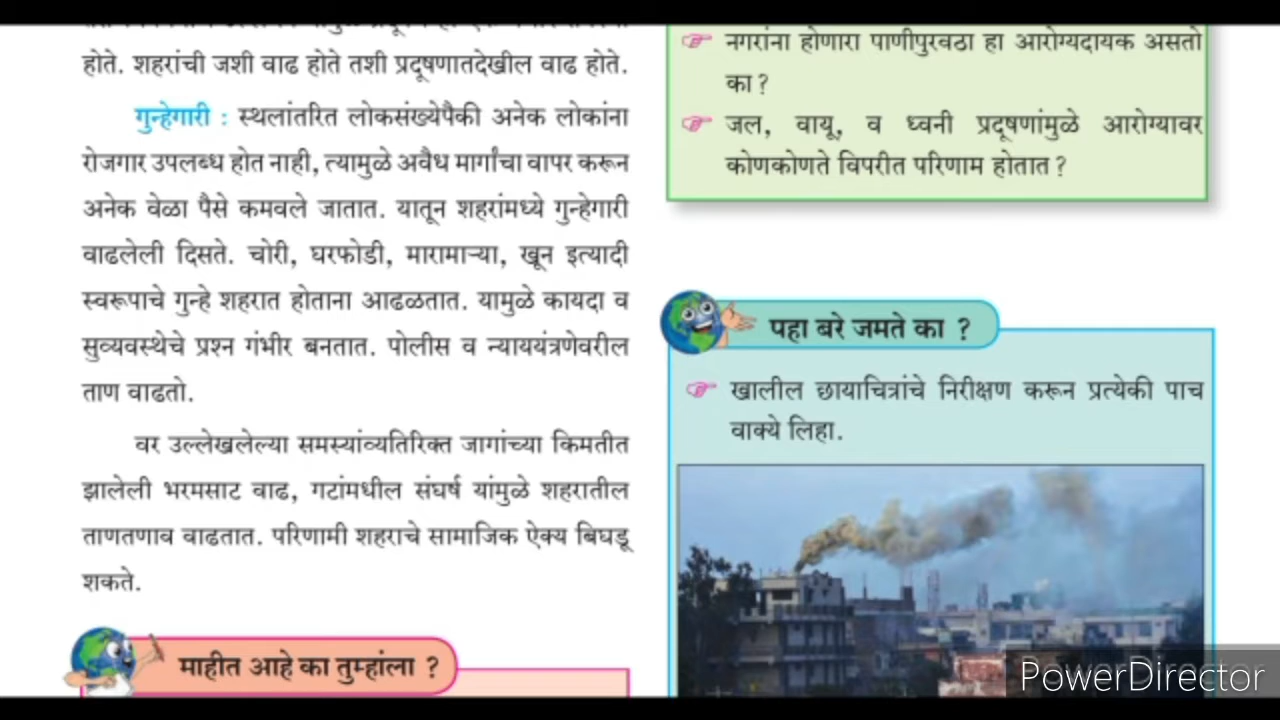 होते. शहरांची जशी वाढ होते तशी प्रदूषणातदेखील वाढ होते.
गुन्हेगारी : स्थलांतरित लोकसंख्येपैकी अनेक लोकांना
रोजगार उपलब्ध होत नाही, त्यामुळे अवैध मार्गांचा वापर करून
अनेक वेळा पैसे कमवले जातात. यातून शहरांमध्ये गुन्हेगारी
वाढलेली दिसते. चोरी, घरफोडी, मारामाऱ्या, खून इत्यादी
स्वरूपाचे गुन्हे शहरात होताना आढळतात. यामुळे कायदा व
सुव्यवस्थेचे प्रश्न गंभीर बनतात. पोलीस व न्याययंत्रणेवरील
ताण वाढतो.
वर उल्लेखलेल्या समस्यांव्यतिरिक्त जागांच्या किमतीत
झालेली भरमसाट वाढ, गटांमधील संघर्ष यांमुळे शहरातील
ताणतणाव वाढतात. परिणामी शहराचे सामाजिक ऐक्य बिघडू
शकते.
माहीत आहे का तुम्हांला ?
नगरांना होणारा पाणीपुरवठा हा आरोग्यदायक असतो
का ?
जल, वायू, व ध्वनी प्रदूषणांमुळे आरोग्यावर
कोणकोणते विपरीत परिणाम होतात ?
पहा बरे जमते का ?
खालील छायाचित्रांचे निरीक्षण करून प्रत्येकी पाच
वाक्ये लिहा.
PowerDirector